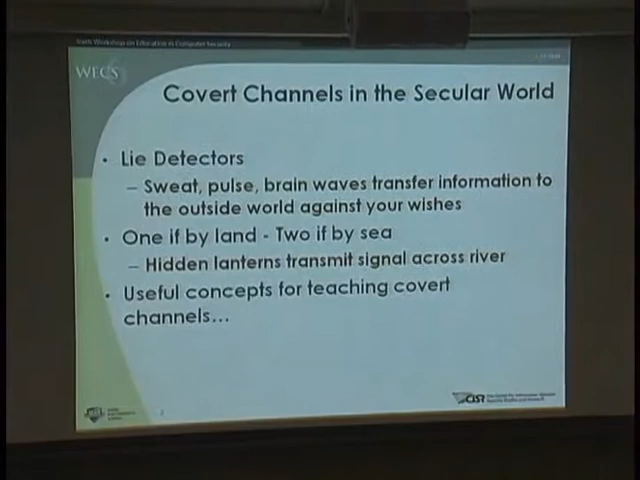 Sixth Workshop on Education in Computer Security
WECS
Covert Channels in the Secular World
• Lie Detectors
– Sweat, pulse, brain waves transfer information to
the outside world against your wishes
• One if by land - Two if by sea
– Hidden lanterns transmit signal across river
• Useful concepts for teaching covert
channels...
CISR